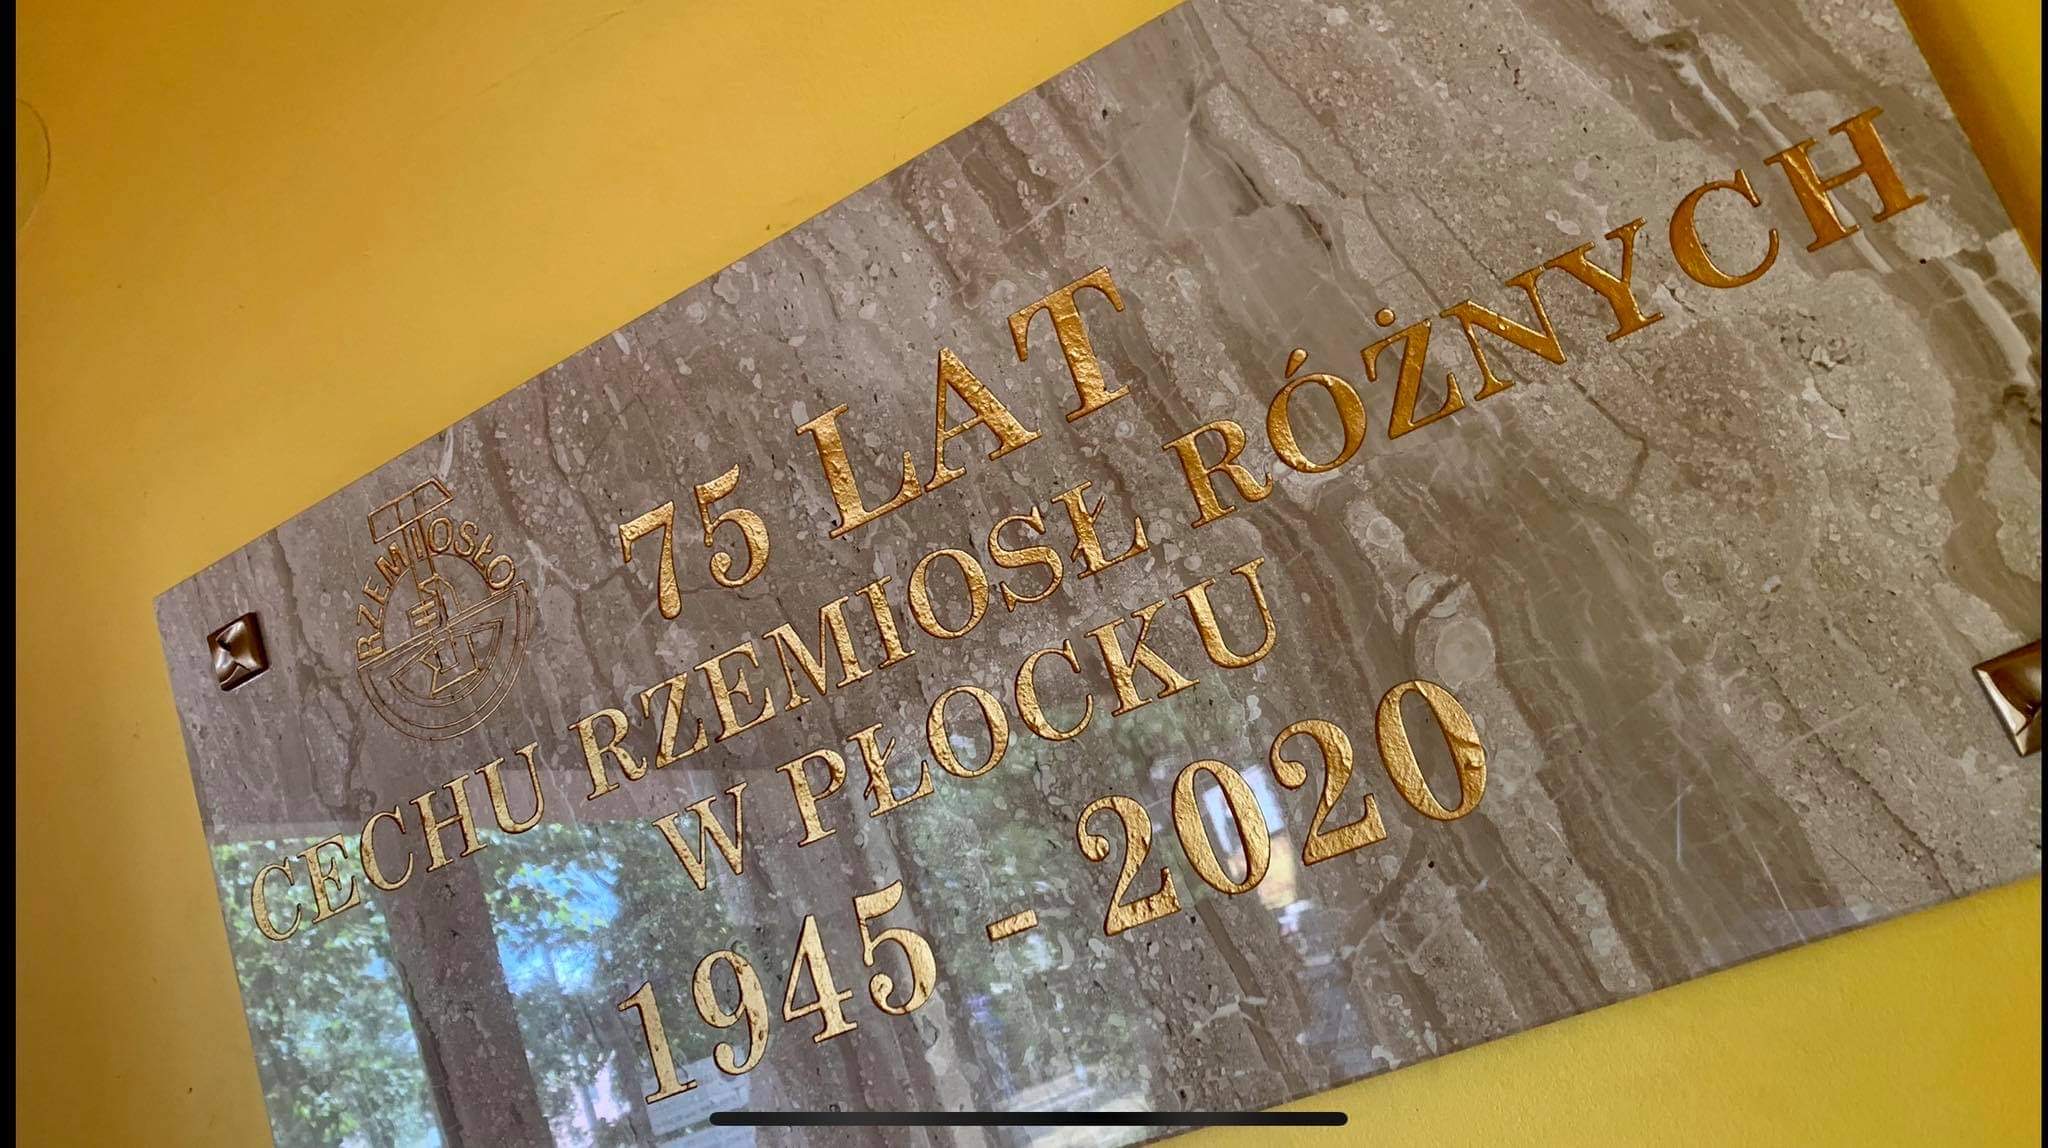 RZEMIOSŁO
75 LAT
CECHU RZEMIOSŁ RÓŻNYCH
W PŁOCKU
1945 - 2020